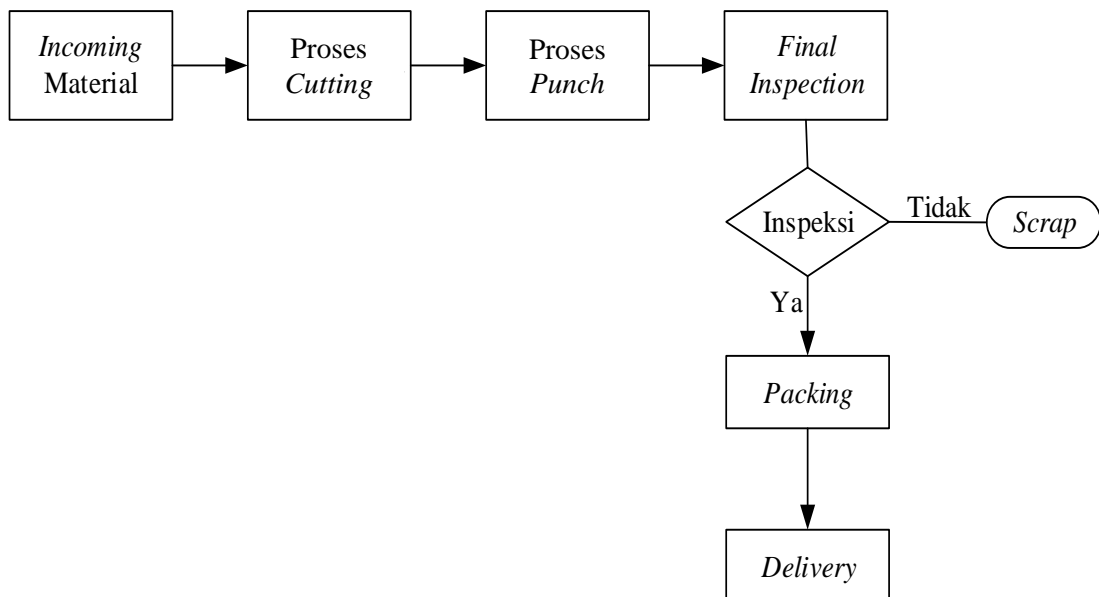 Incoming
Material
Proses
Cutting
Proses
Punch
Final
Inspection
Inspeksi
Tidak
Scrap
Ya
Packing
Delivery